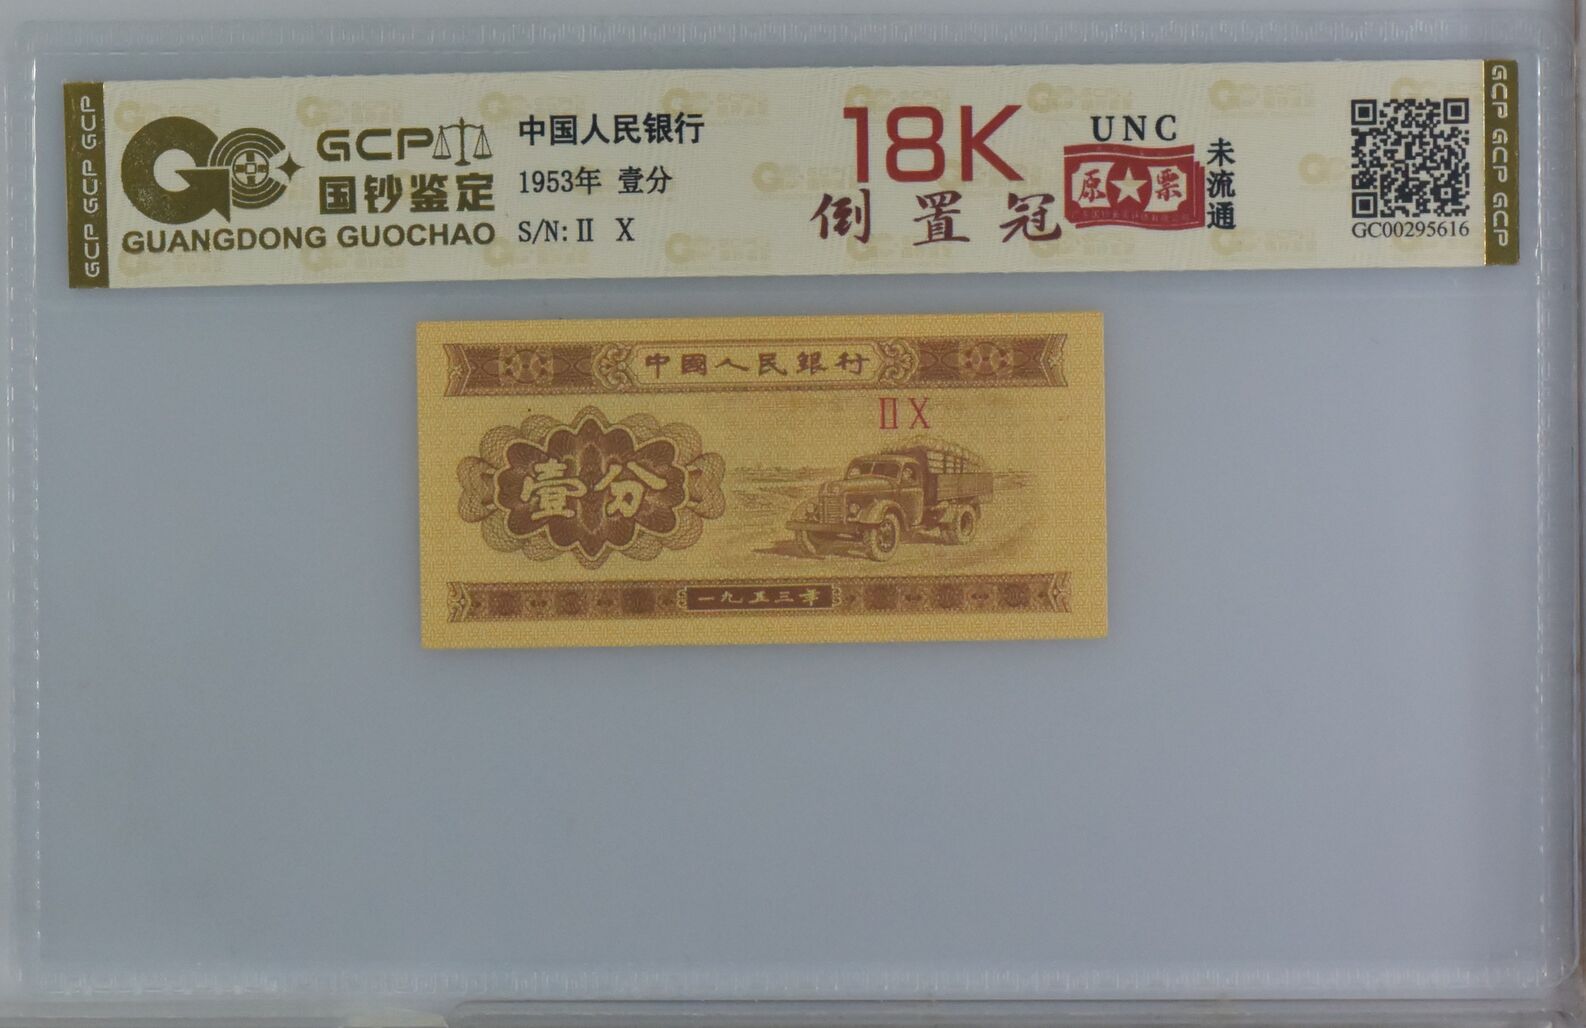 GCP GCP GCP
GCP
国钞鉴定
GUANGDONG GUOCHAO
中国人民银行
1953年 壹分
S/N: II X
18K
倒置冠
UNC
原★票
未流通
GC00295616
GCP GCP GCP
中國人民銀行
II X
壹分
一九五三年